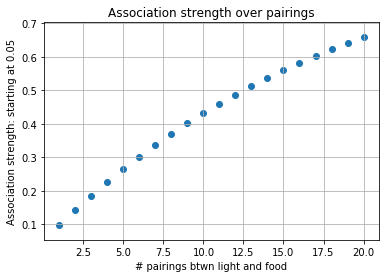 Association strength over pairings
Association strength: starting at 0.05
0.7
0.6
0.5
0.4
0.3
0.2
0.1
2.5 5.0 7.5 10.0 12.5 15.0 17.5 20.0
# pairings btwn light and food